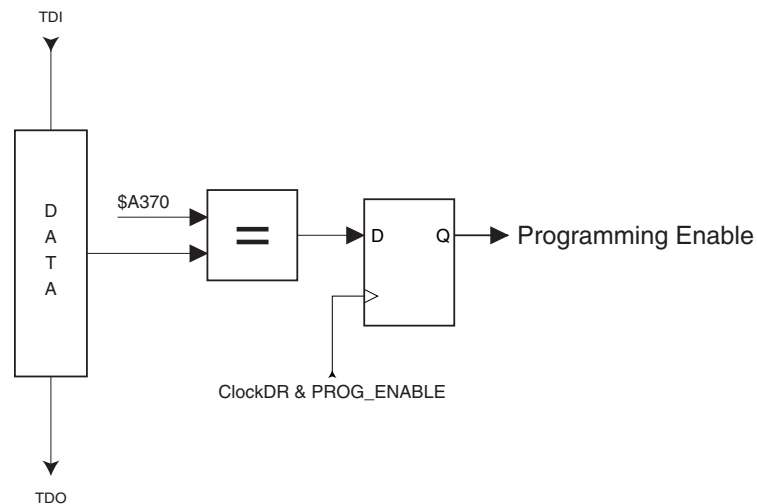 TDI
D
A
T
A
$A370
=
D
Q
Programming Enable
ClockDR & PROG_ENABLE
TDO